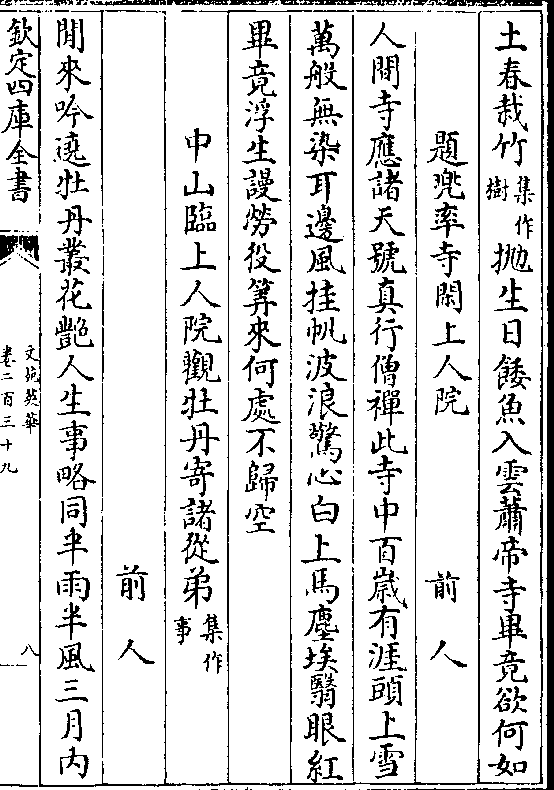 土春栽竹集作樹拋生日餧魚入雲蕭帝寺畢竟欲何如
題兜率寺閑上人院
前人
人間寺應諸天號真行僧禪此寺中百歲有涯頭上雪
萬般無染耳邊風挂帆波浪驚心白上馬塵埃翳眼紅
畢竟浮生謾勞役筭來何處不歸空
中山臨上人院觀牡丹寄諸從弟集作事
前人
閒來吟遶牡丹叢花艷人生事略同半雨半風三月內
欽定四庫全書
文苑英華
卷二百三十九
八